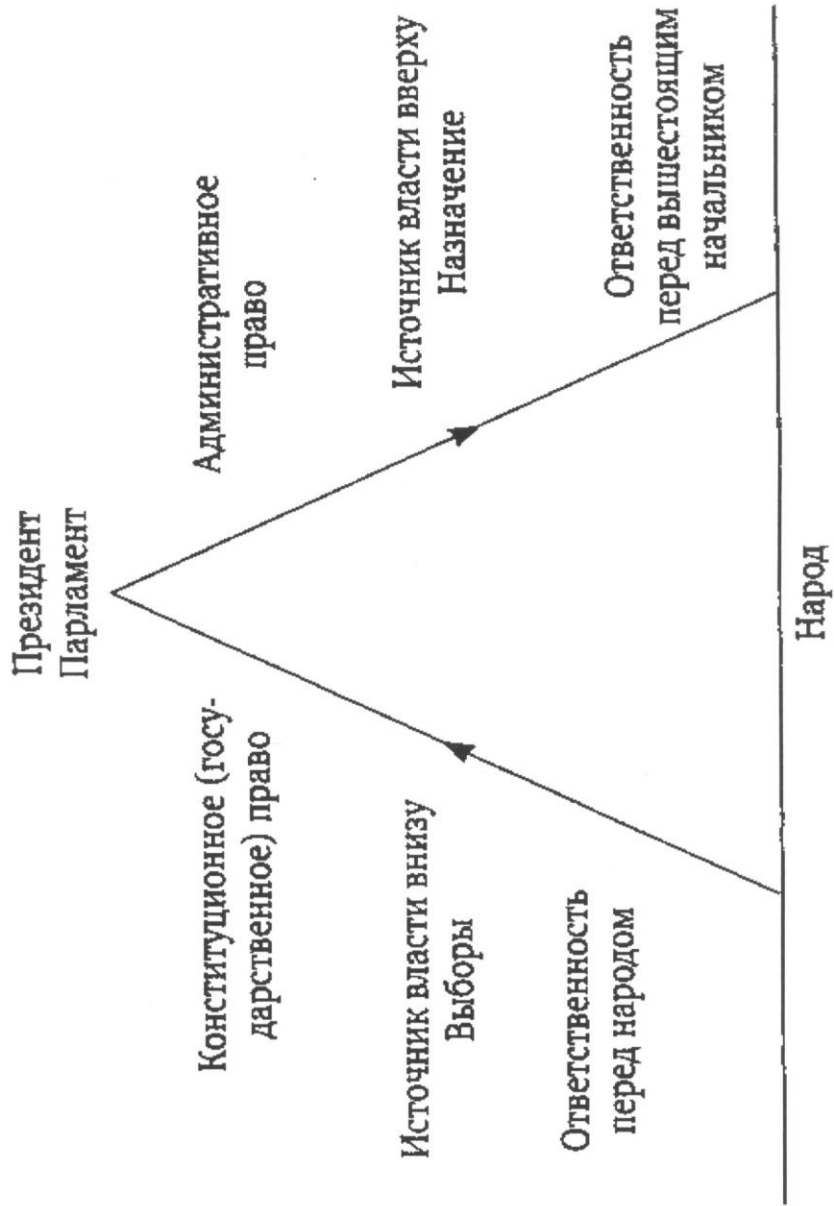 Президент
Парламент
Конституционное (госу-
дарственное) право
Административное
право
Источник власти внизу
Выборы
Источник власти вверху
Назначение
Ответственность
перед народом
Ответственность
перед вышестоящим
начальником
Народ